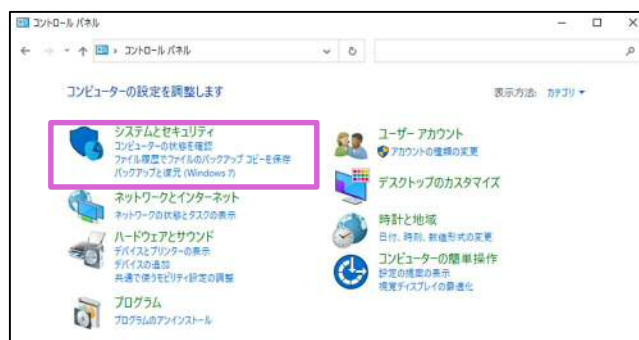 コントロール パネル
コントロール パネル
コンピューターの設定を調整します
表示方法: カテゴリ
システムとセキュリティ
コンピューターの状態を確認
ファイル履歴でファイルのバックアップ コピーを保存
バックアップと復元 (Windows 7)
ネットワークとインターネット
ネットワークの状態とタスクの表示
ハードウェアとサウンド
デバイスとプリンターの表示
デバイスの追加
共通で使うモビリティ設定の調整
プログラム
プログラムのアンインストール
ユーザー アカウント
アカウントの種類の変更
デスクトップのカスタマイズ
時計と地域
日付、時刻、数値形式の変更
コンピューターの簡単操作
設定の提案の表示
視覚ディスプレイの最適化